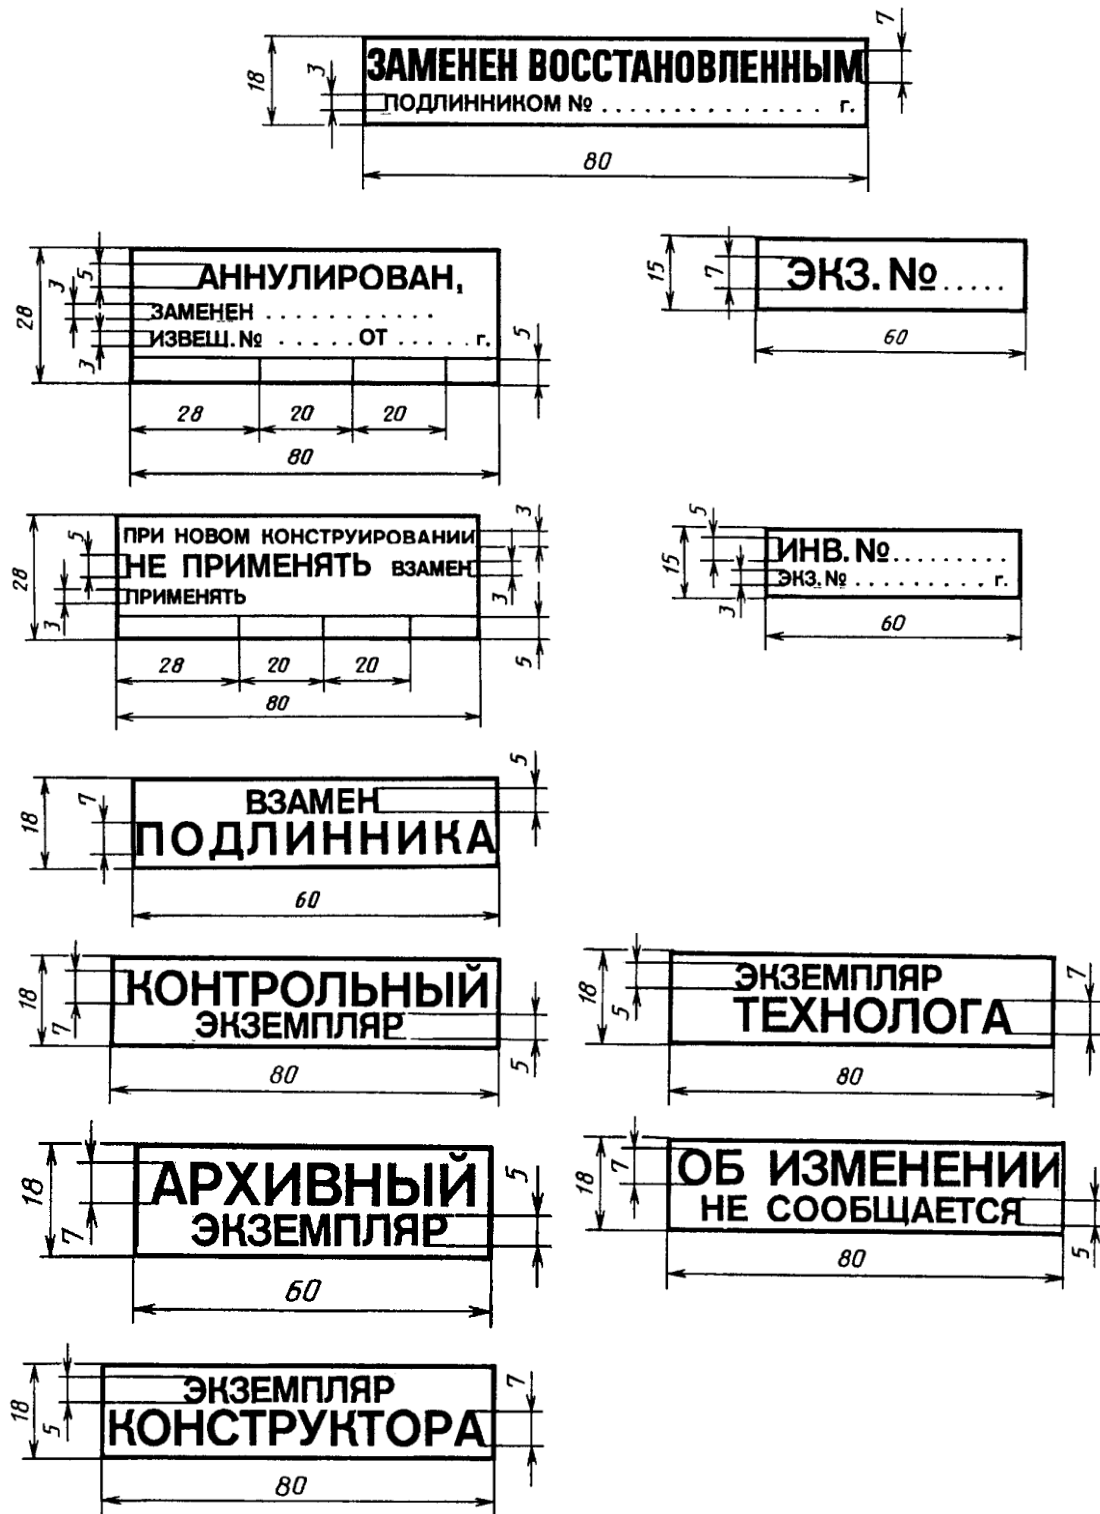 7
3
18
ЗАМЕНЕН ВОССТАНОВЛЕННЫМ
ПОДЛИННИКОМ № . . . . . . . . . . . . . . . г.
80
28
5
3
3
АННУЛИРОВАН,
ЗАМЕНЕН . . . . . . . . . . . .
ИЗВЕЩ. № . . . . . ОТ . . . . . г.
5
28
20
20
80
15
7
ЭКЗ. № . . . . .
60
28
5
3
ПРИ НОВОМ КОНСТРУИРОВАНИИ
НЕ ПРИМЕНЯТЬ ВЗАМЕН
ПРИМЕНЯТЬ
3
3
5
28
20
20
80
15
5
3
ИНВ. № . . . . . . . . .
ЭКЗ. № . . . . . . . . . . г.
60
18
7
ВЗАМЕН
ПОДЛИННИКА
5
60
18
7
КОНТРОЛЬНЫЙ
ЭКЗЕМПЛЯР
5
80
18
5
ЭКЗЕМПЛЯР
ТЕХНОЛОГА
7
80
18
7
АРХИВНЫЙ
ЭКЗЕМПЛЯР
5
60
18
7
ОБ ИЗМЕНЕНИИ
НЕ СООБЩАЕТСЯ
5
80
18
5
ЭКЗЕМПЛЯР
КОНСТРУКТОРА
7
80